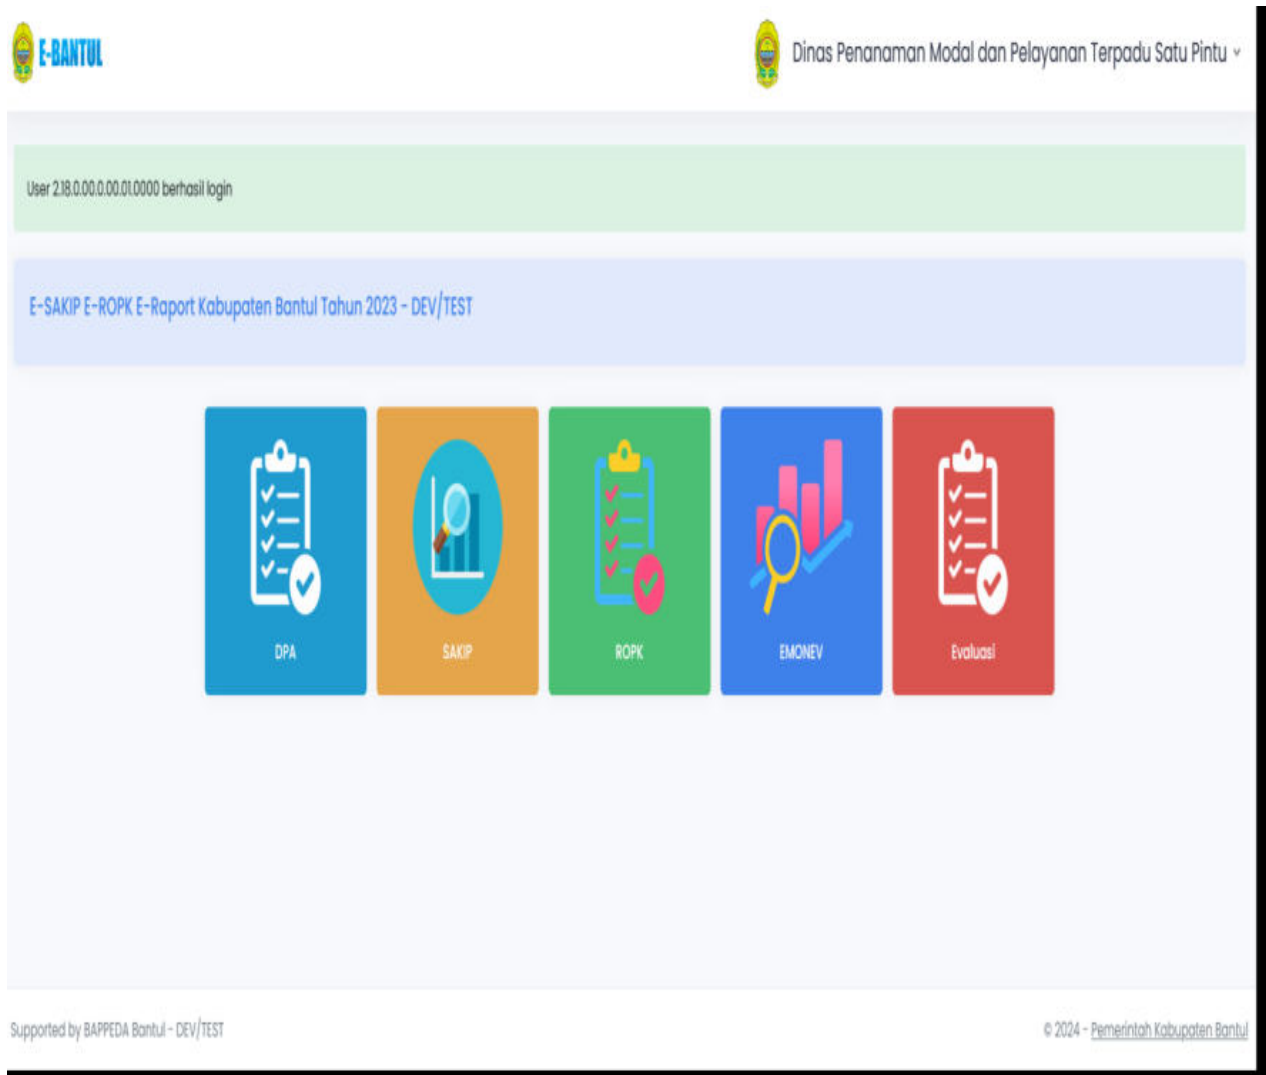 E-BANTUL
Dinas Penanaman Modal dan Pelayanan Terpadu Satu Pintu
User 2.18.0.00.0.00.01.0000 berhasil login
E-SAKIP E-ROPK E-Raport Kabupaten Bantul Tahun 2023 - DEV/TEST
DPA
SAKIP
ROPK
EMONEV
Evaluasi
Supported by BAPPEDA Bantul - DEV/TEST
© 2024 - Pemerintah Kabupaten Bantul